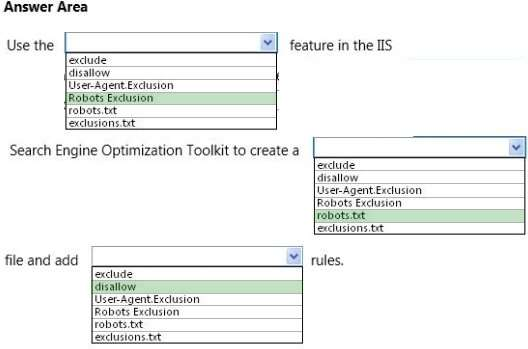 Answer Area
Use the feature in the IIS
exclude
disallow
User-Agent.Exclusion
Robots Exclusion
robots.txt
exclusions.txt
Search Engine Optimization Toolkit to create a
exclude
disallow
User-Agent.Exclusion
Robots Exclusion
robots.txt
exclusions.txt
file and add rules.
exclude
disallow
User-Agent.Exclusion
Robots Exclusion
robots.txt
exclusions.txt